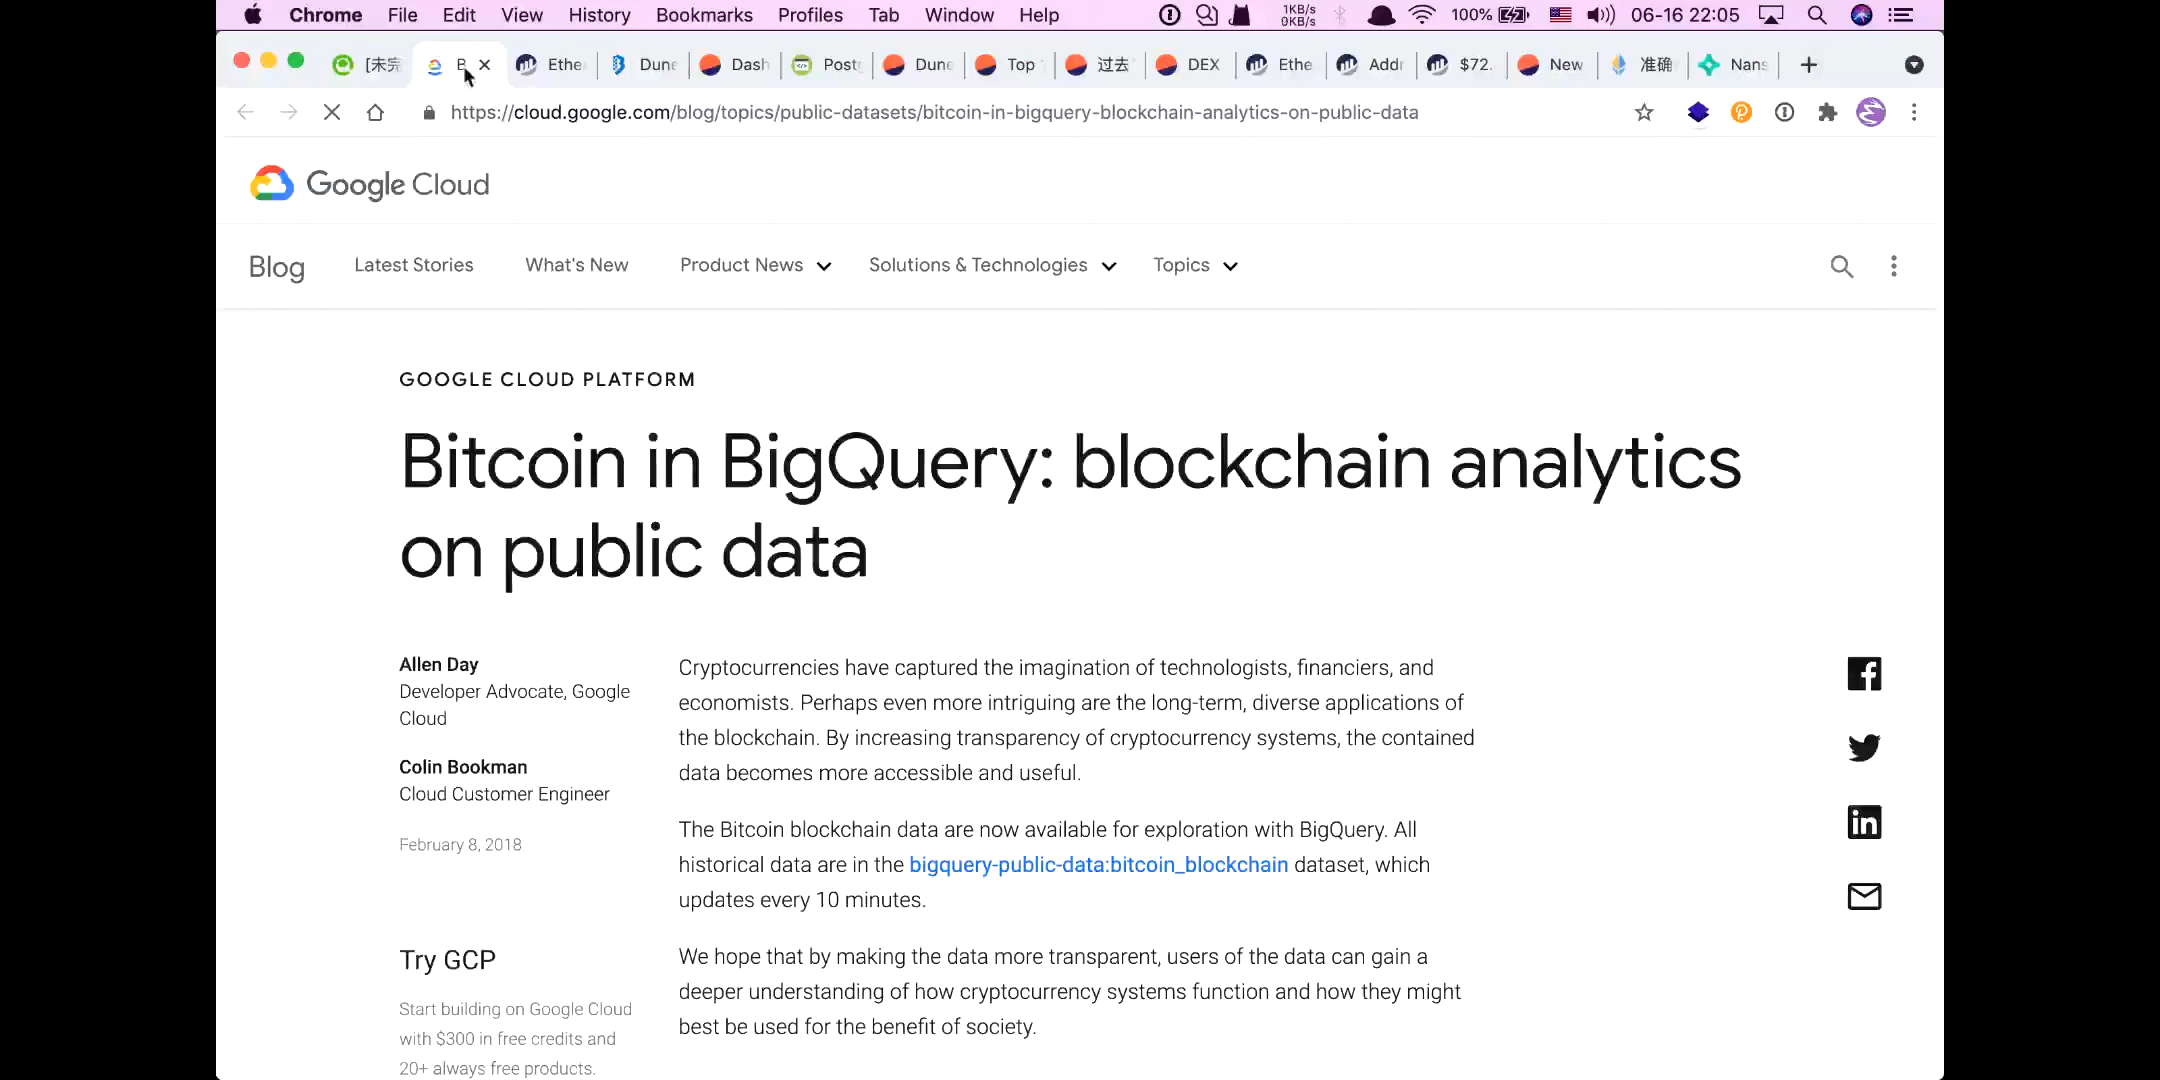 Chrome File Edit View History Bookmarks Profiles Tab Window Help 1KB/s 0KB/s 100% 06-16 22:05
[未完 B Ethe Dune Dash Post Dune Top 过去 DEX Ethe Addr $72. New 准确 Nans
https://cloud.google.com/blog/topics/public-datasets/bitcoin-in-bigquery-blockchain-analytics-on-public-data
Google Cloud
Blog Latest Stories What's New Product News Solutions & Technologies Topics
GOOGLE CLOUD PLATFORM
Bitcoin in BigQuery: blockchain analytics
on public data
Allen Day
Developer Advocate, Google
Cloud
Colin Bookman
Cloud Customer Engineer
February 8, 2018
Cryptocurrencies have captured the imagination of technologists, financiers, and
economists. Perhaps even more intriguing are the long-term, diverse applications of
the blockchain. By increasing transparency of cryptocurrency systems, the contained
data becomes more accessible and useful.
The Bitcoin blockchain data are now available for exploration with BigQuery. All
historical data are in the bigquery-public-data:bitcoin_blockchain dataset, which
updates every 10 minutes.
We hope that by making the data more transparent, users of the data can gain a
deeper understanding of how cryptocurrency systems function and how they might
best be used for the benefit of society.
Try GCP
Start building on Google Cloud
with $300 in free credits and
20+ always free products.